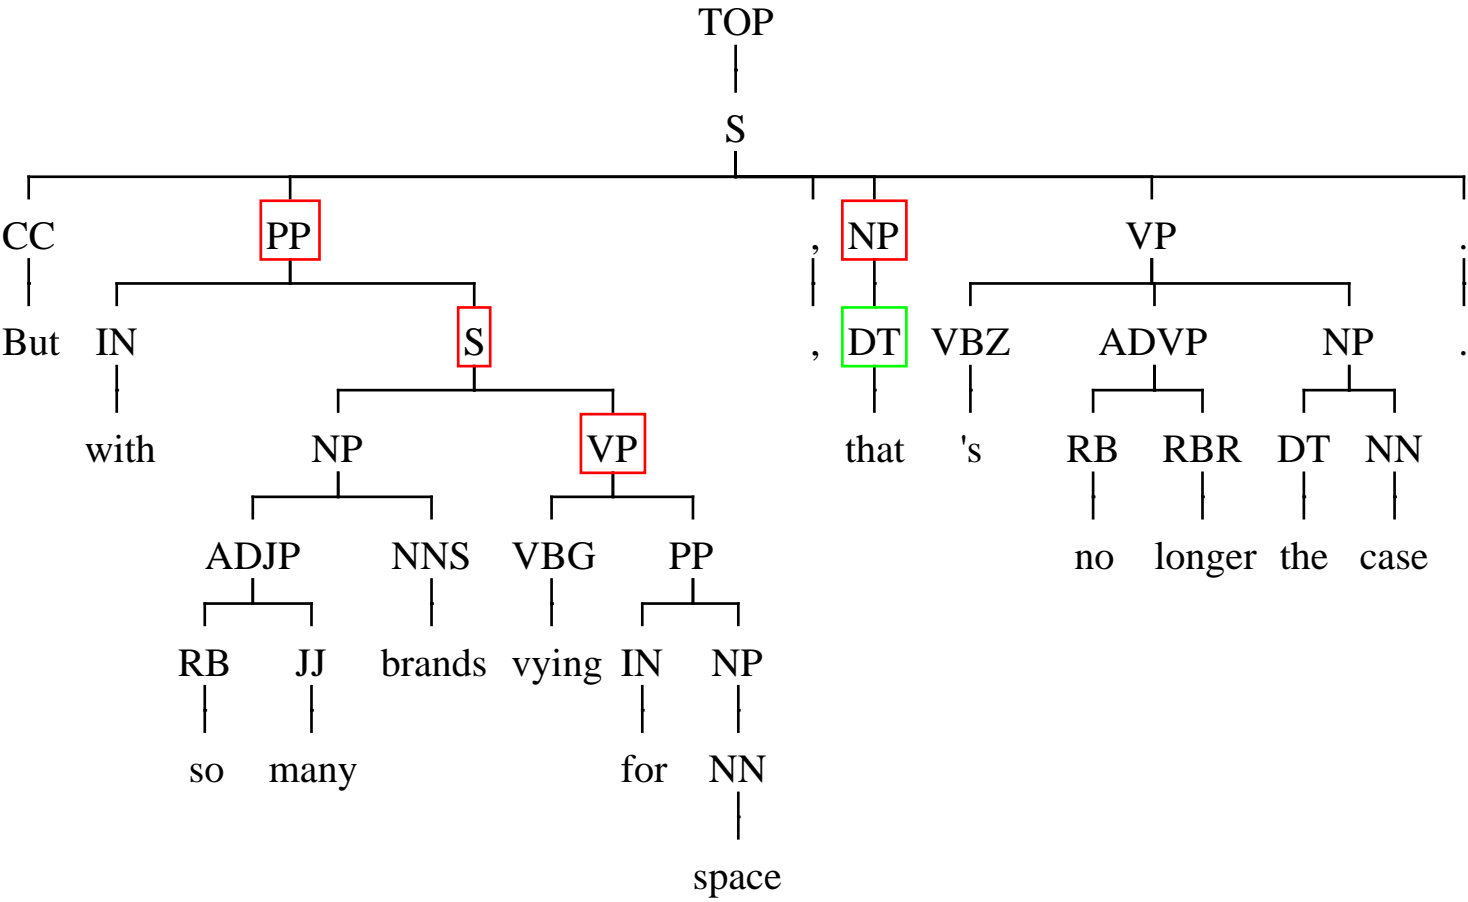 TOP
S
CC PP , NP VP .
But IN S , DT VBZ ADVP NP .
with NP VP that 's RB RBR DT NN
ADJP NNS VBG PP no longer the case
RB JJ brands vying IN NP
so many for NN
space